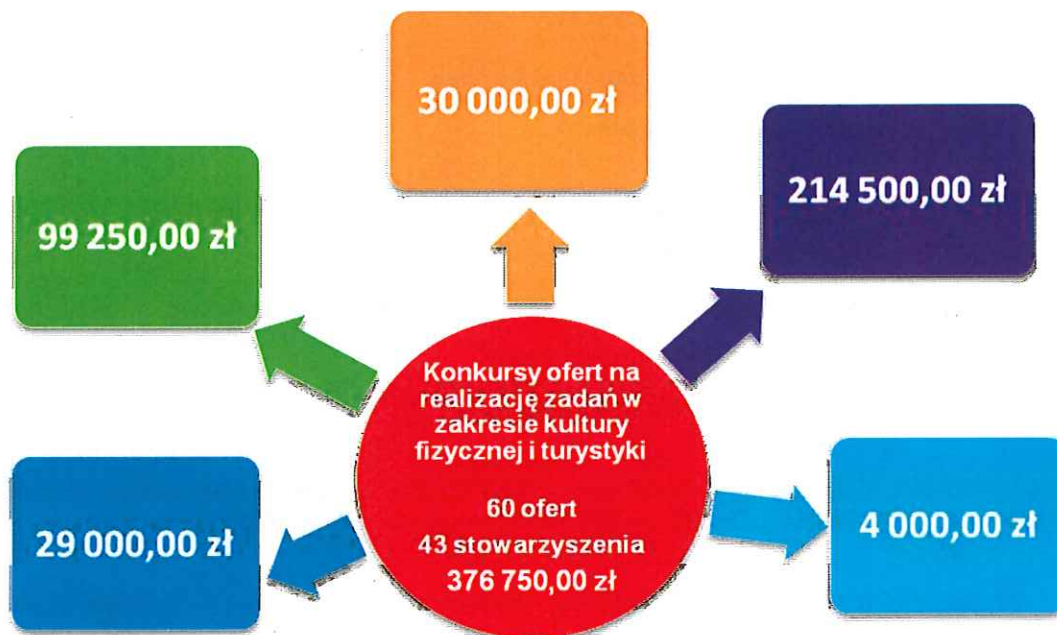 30 000,00 zł
99 250,00 zł
214 500,00 zł
Konkursy ofert na
realizację zadań w
zakresie kultury
fizycznej i turystyki
60 ofert
43 stowarzyszenia
376 750,00 zł
29 000,00 zł
4 000,00 zł